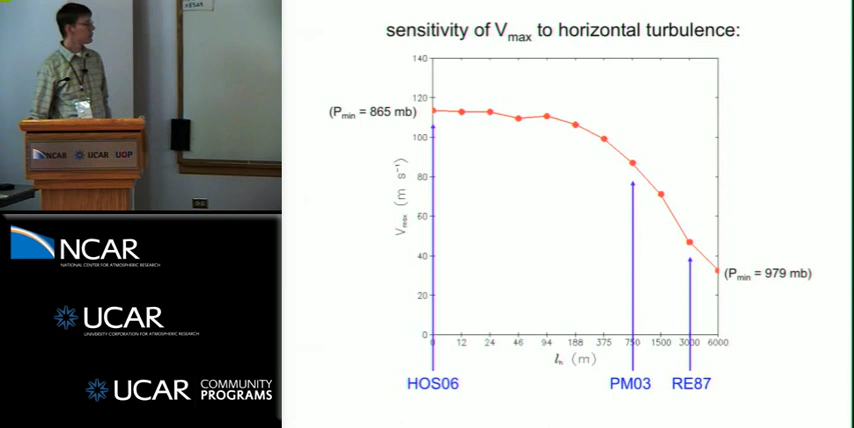 sensitivity of Vmax to horizontal turbulence:
140
120
(Pmin = 865 mb)
100
80
60
40
20
0
Vmax (m s⁻¹)
(Pmin = 979 mb)
0 12 24 46 94 188 375 750 1500 3000 6000
lh (m)
HOS06 PM03 RE87
NCAR UCAR UOP
NCAR
NATIONAL CENTER FOR ATMOSPHERIC RESEARCH
UCAR
UNIVERSITY CORPORATION FOR ATMOSPHERIC RESEARCH
UCAR COMMUNITY
PROGRAMS